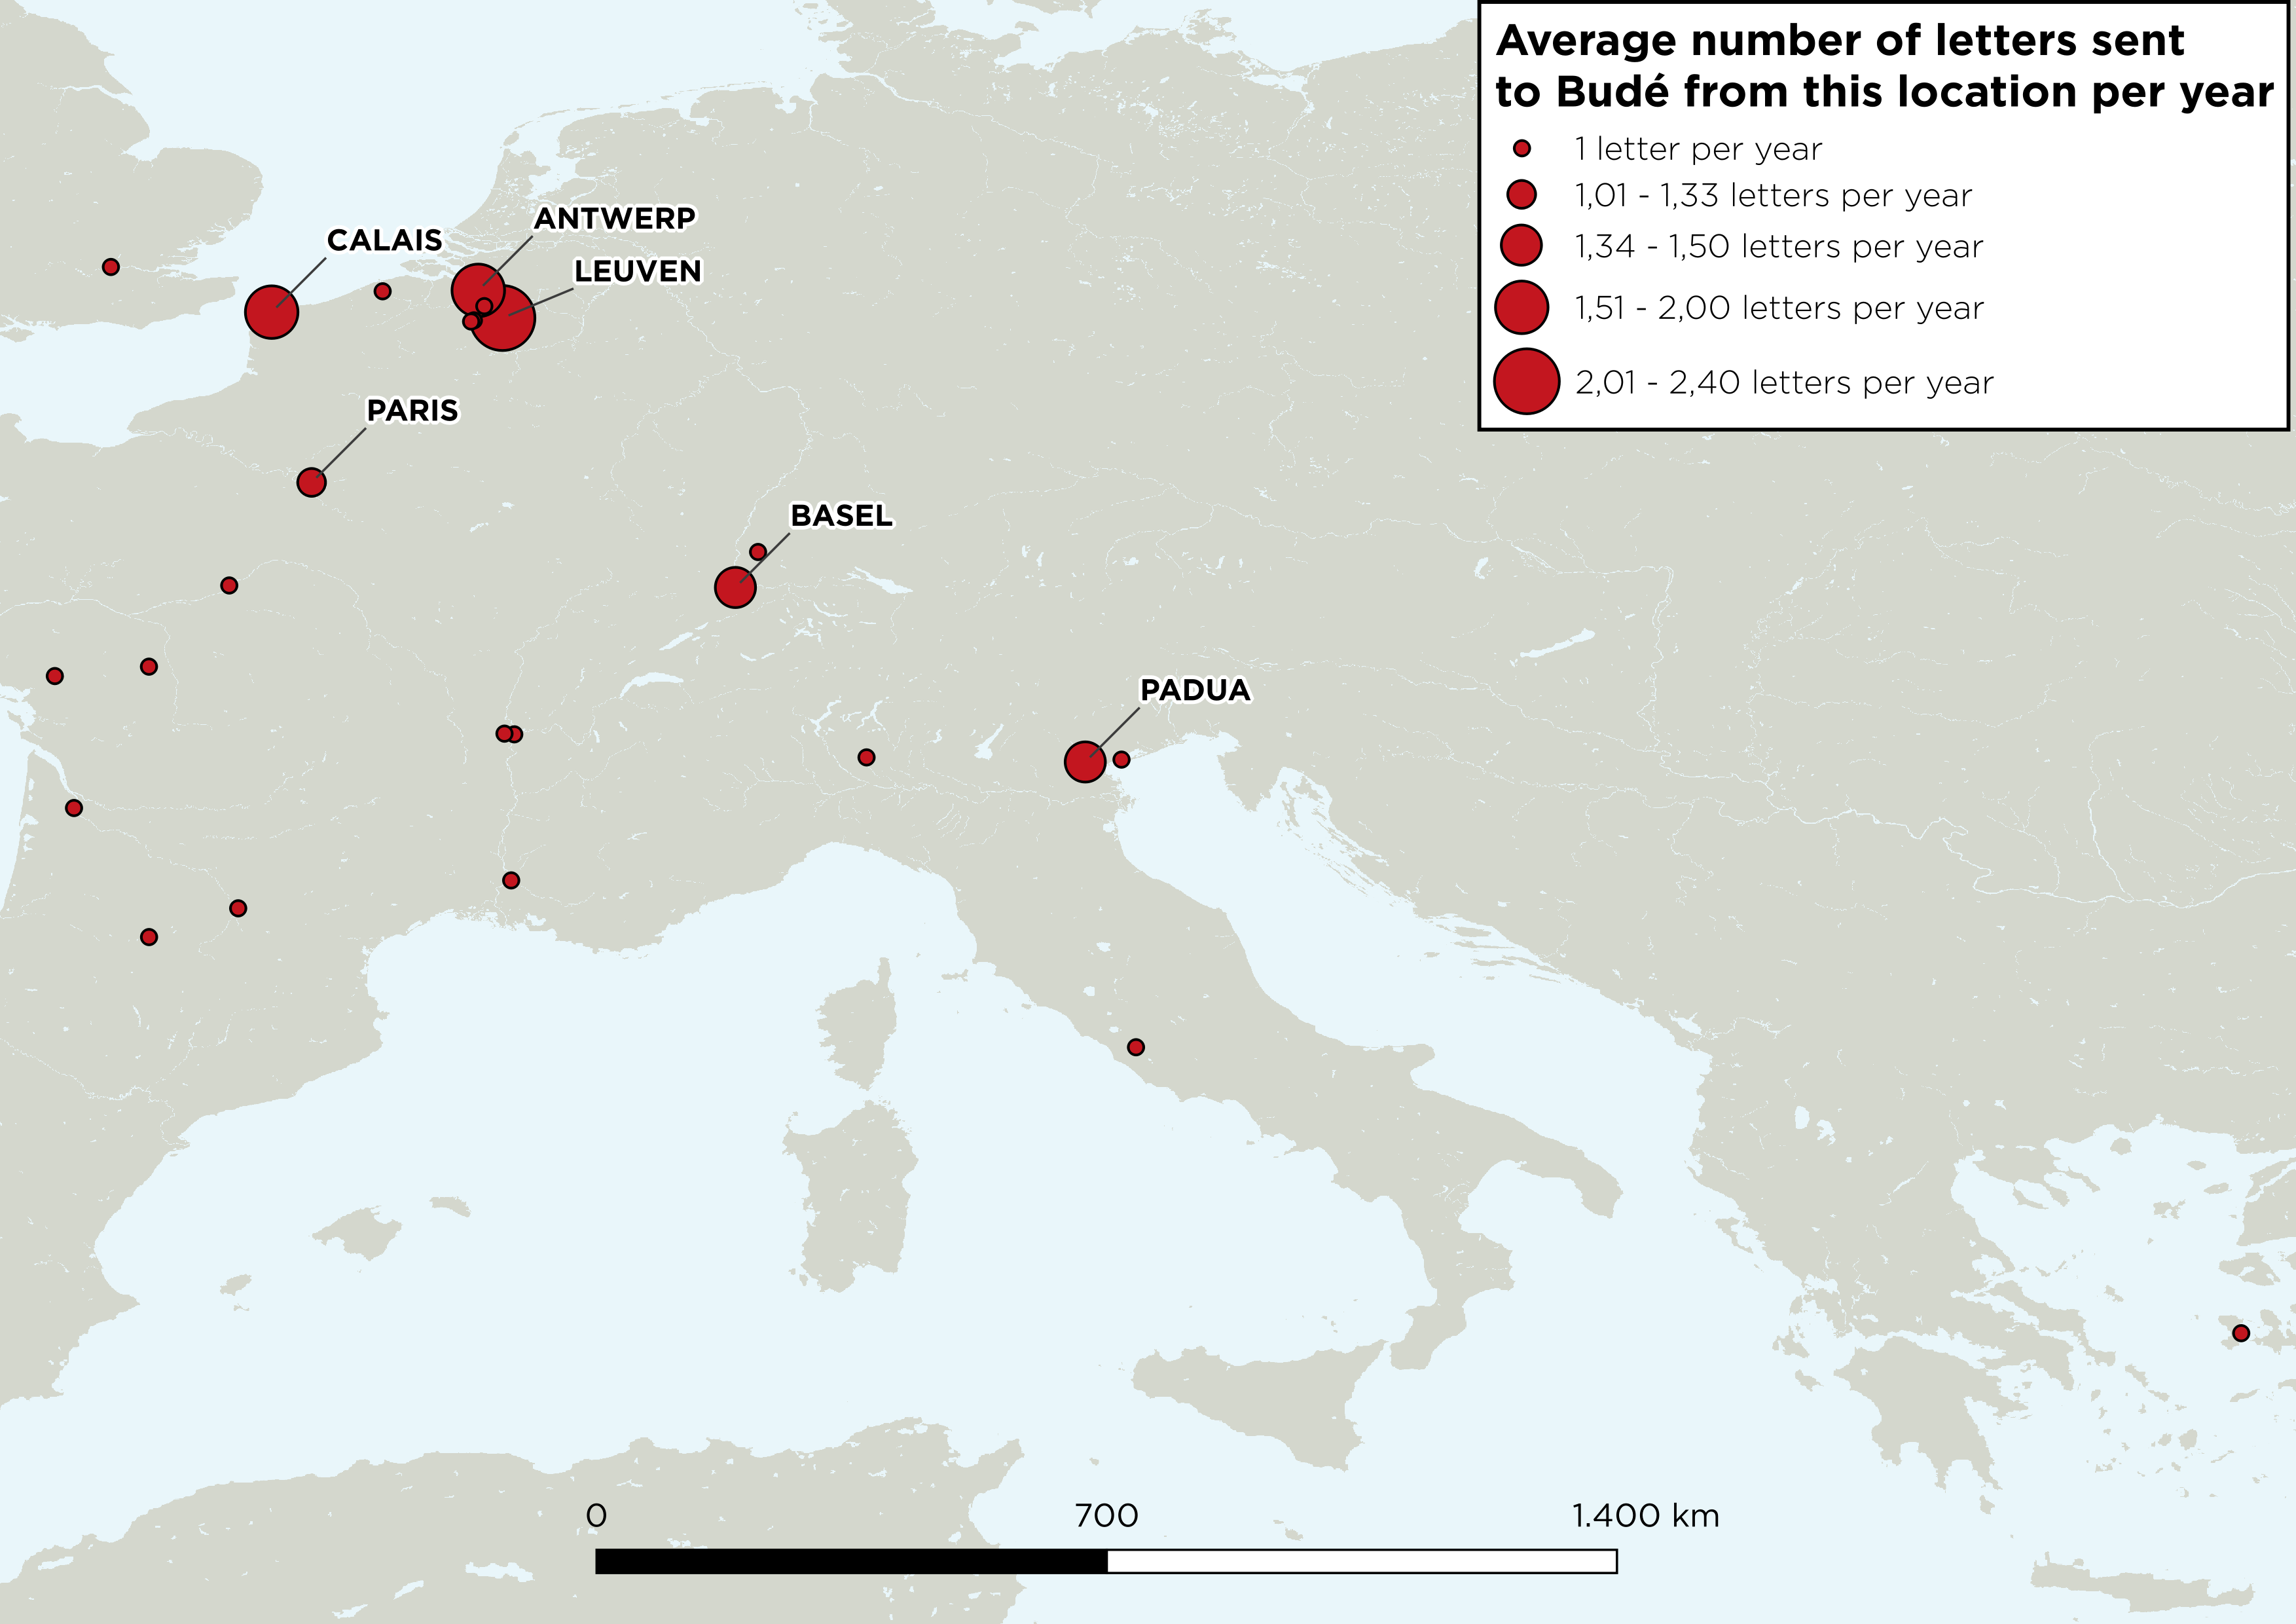 Average number of letters sent
to Budé from this location per year
1 letter per year
1,01 - 1,33 letters per year
1,34 - 1,50 letters per year
1,51 - 2,00 letters per year
2,01 - 2,40 letters per year
ANTWERP
CALAIS
LEUVEN
PARIS
BASEL
PADUA
0 700 1.400 km